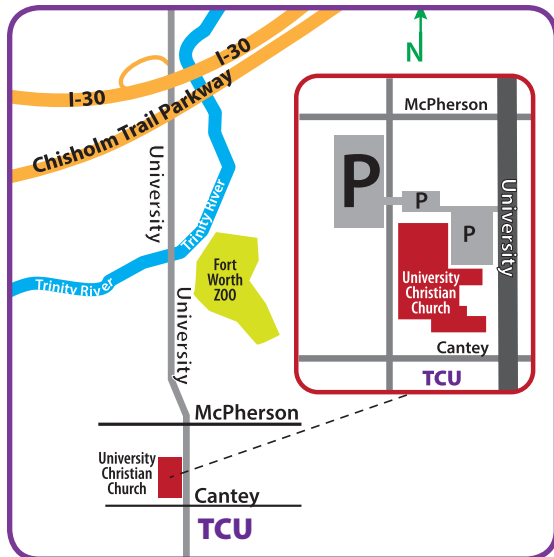 N
I-30
I-30
Chisholm Trail Parkway
University
Trinity River
Trinity River
Fort
Worth
ZOO
University
McPherson
University
Christian
Church
Cantey
TCU
McPherson
P
P
P
University
University
Christian
Church
Cantey
TCU